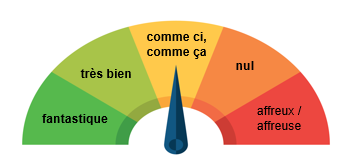 comme ci,
comme ça
très bien
nul
fantastique
affreux /
affreuse